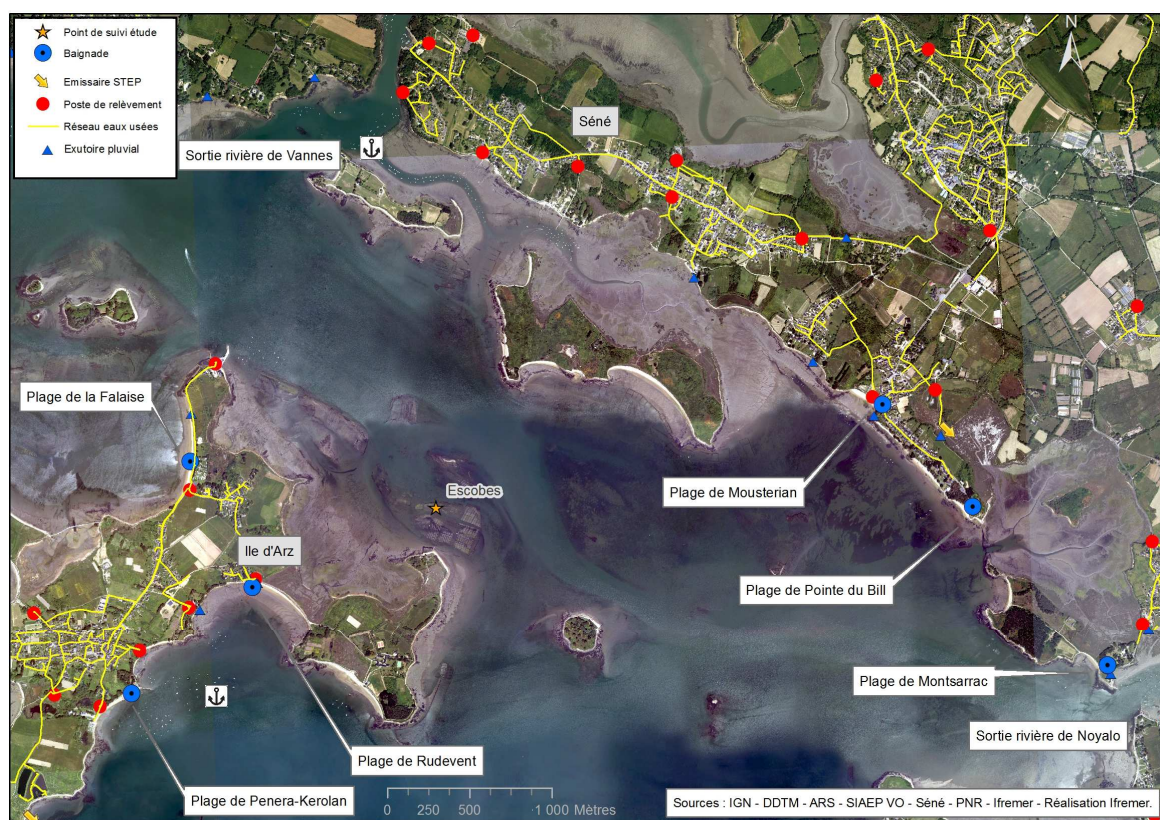 Point de suivi étude
Baignade
Emissaire STEP
Poste de relèvement
Réseau eaux usées
Exutoire pluvial
N
Séné
Sortie rivière de Vannes
Plage de la Falaise
Escobes
Plage de Mousterian
Ile d'Arz
Plage de Pointe du Bill
Plage de Montsarrac
Sortie rivière de Noyalo
Plage de Rudevent
Plage de Penera-Kerolan
0 250 500 1 000 Mètres
Sources : IGN - DDTM - ARS - SIAEP VO - Séné - PNR - Ifremer - Réalisation Ifremer.